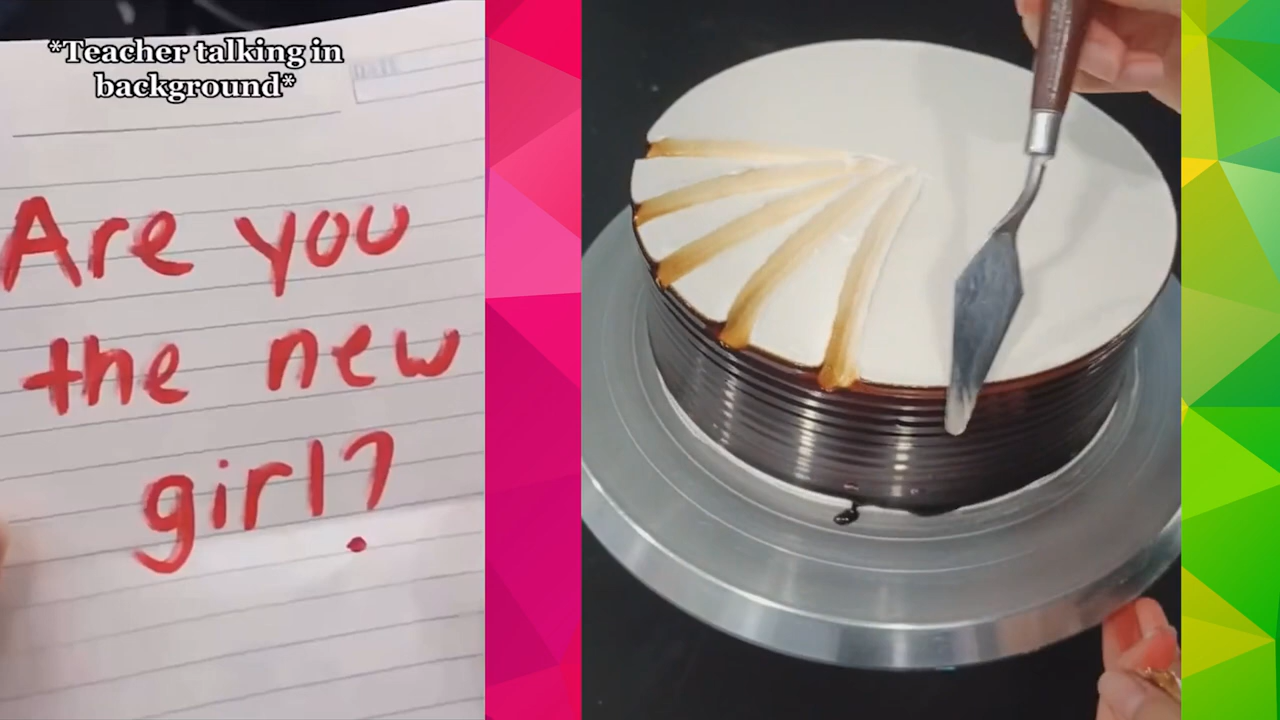 *Teacher talking in
background*
Are you
the new
girl?